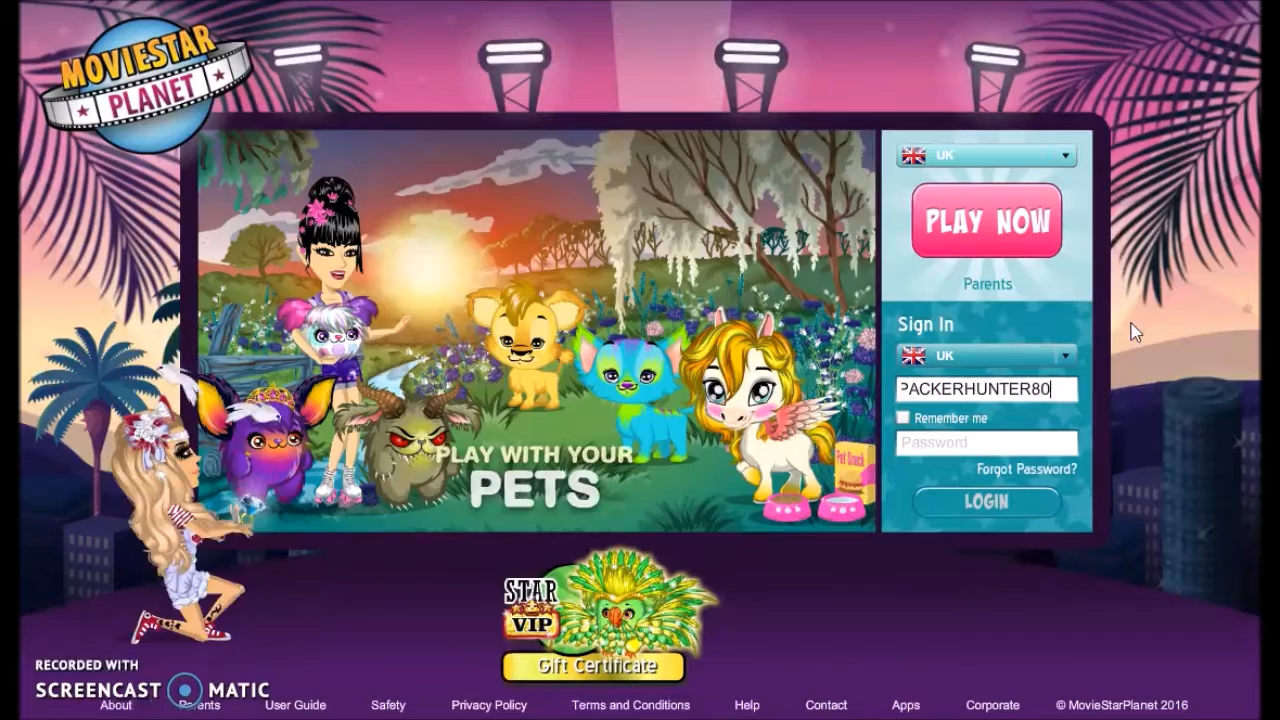 MOVIESTAR
PLANET
PLAY WITH YOUR
PETS
Pet Snack
UK
PLAY NOW
Parents
Sign In
UK
PACKERHUNTER80
Remember me
Password
Forgot Password?
LOGIN
STAR
VIP
Gift Certificate
RECORDED WITH
SCREENCAST MATIC
About
Parents
User Guide
Safety
Privacy Policy
Terms and Conditions
Help
Contact
Apps
Corporate
© MovieStarPlanet 2016